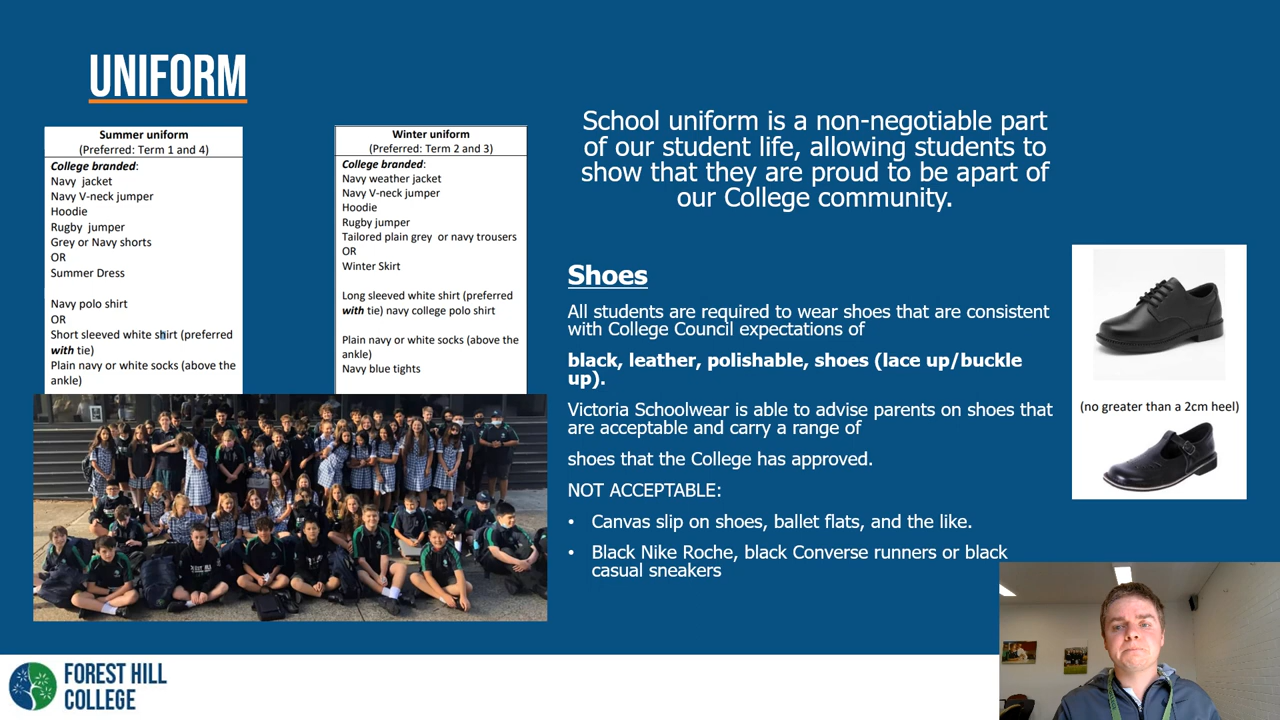 UNIFORM
Summer uniform
(Preferred: Term 1 and 4)
College branded:
Navy jacket
Navy V-neck jumper
Hoodie
Rugby jumper
Grey or Navy shorts
OR
Summer Dress
Navy polo shirt
OR
Short sleeved white shirt (preferred
with tie)
Plain navy or white socks (above the
ankle)
Winter uniform
(Preferred: Term 2 and 3)
College branded:
Navy weather jacket
Navy V-neck jumper
Hoodie
Rugby jumper
Tailored plain grey or navy trousers
OR
Winter Skirt
Long sleeved white shirt (preferred
with tie) navy college polo shirt
Plain navy or white socks (above the
ankle)
Navy blue tights
School uniform is a non-negotiable part
of our student life, allowing students to
show that they are proud to be apart of
our College community.
Shoes
All students are required to wear shoes that are consistent
with College Council expectations of
black, leather, polishable, shoes (lace up/buckle
up).
Victoria Schoolwear is able to advise parents on shoes that
are acceptable and carry a range of
shoes that the College has approved.
NOT ACCEPTABLE:
• Canvas slip on shoes, ballet flats, and the like.
• Black Nike Roche, black Converse runners or black
casual sneakers
(no greater than a 2cm heel)
FOREST HILL
COLLEGE